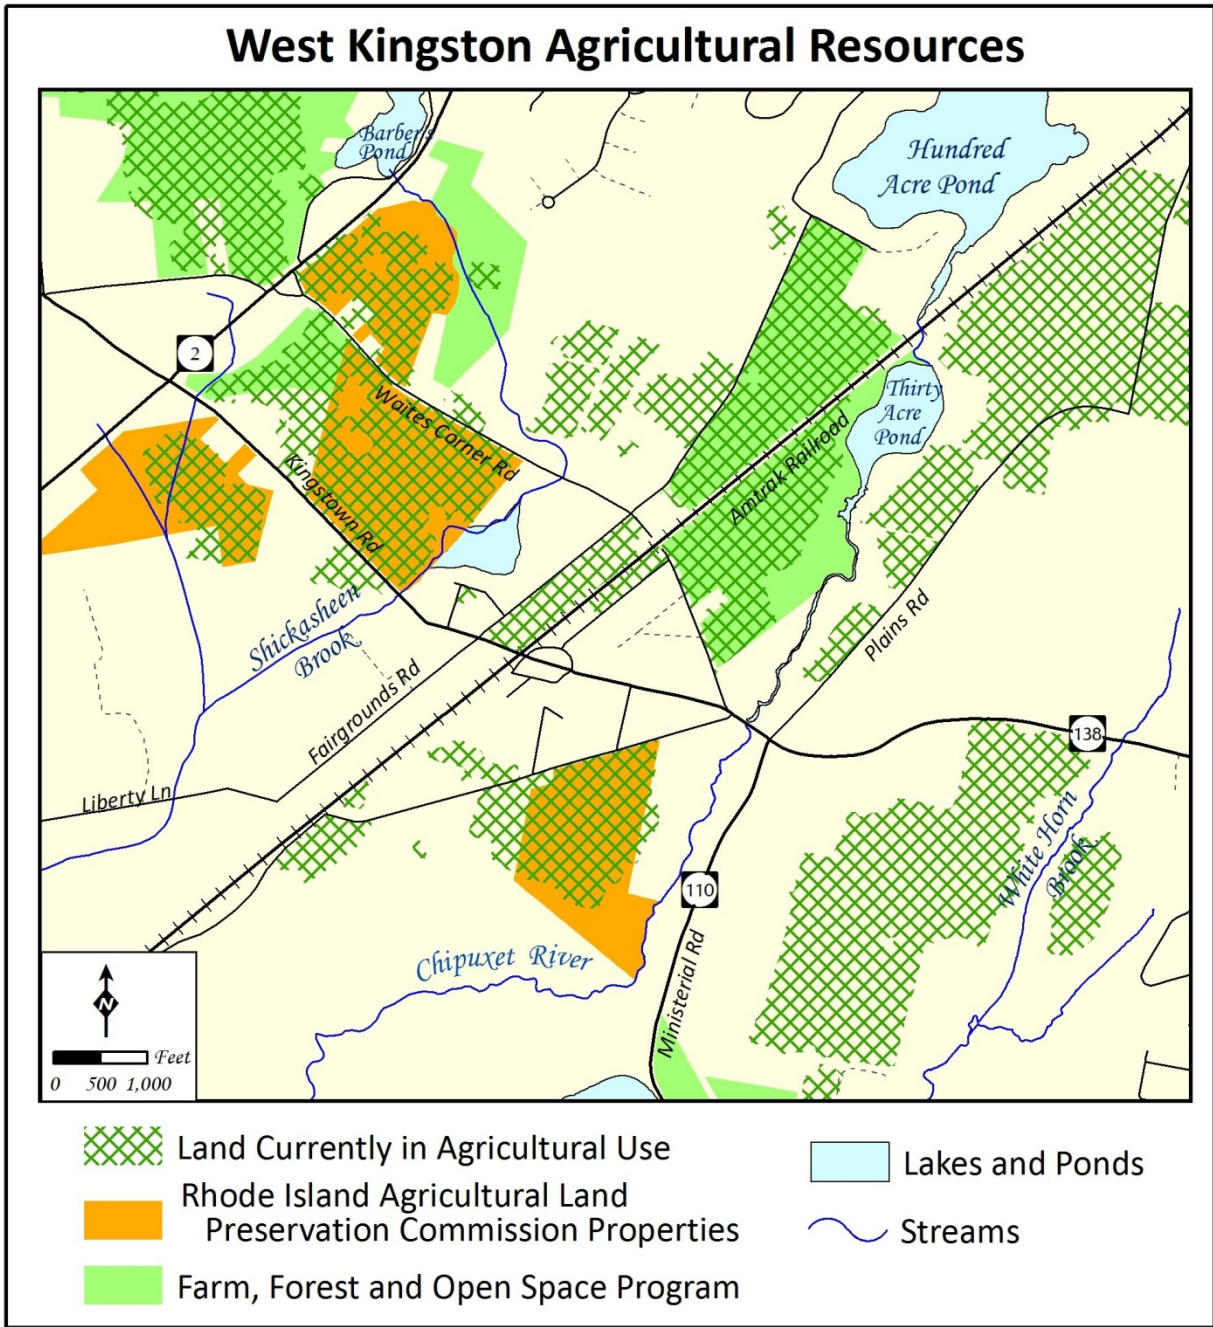 West Kingston Agricultural Resources
Barber's
Pond
Hundred
Acre Pond
2
Thirty
Acre
Pond
Waites Corner Rd
Amtrak Railroad
Kingstown Rd
Shickasheen
Brook
Plains Rd
Fairgrounds Rd
138
Liberty Ln
White Horn
Brook
110
Chipuxet River
Ministerial Rd
N
Feet
0 500 1,000
Land Currently in Agricultural Use
Rhode Island Agricultural Land
Preservation Commission Properties
Farm, Forest and Open Space Program
Lakes and Ponds
Streams